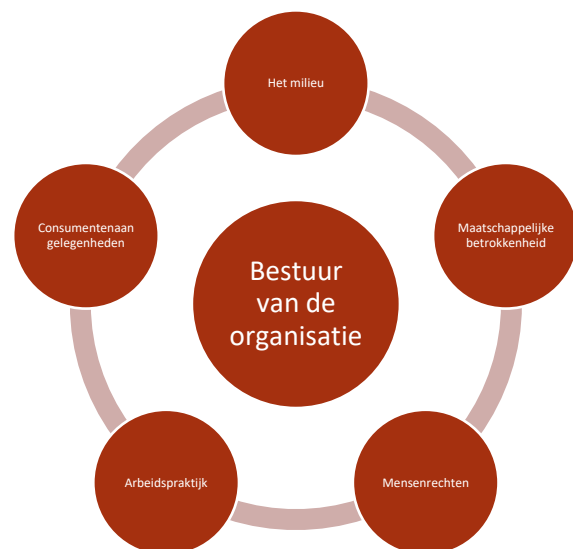 Het milieu
Maatschappelijke
betrokkenheid
Mensenrechten
Arbeidspraktijk
Consumentenaan
gelegenheden
Bestuur
van de
organisatie